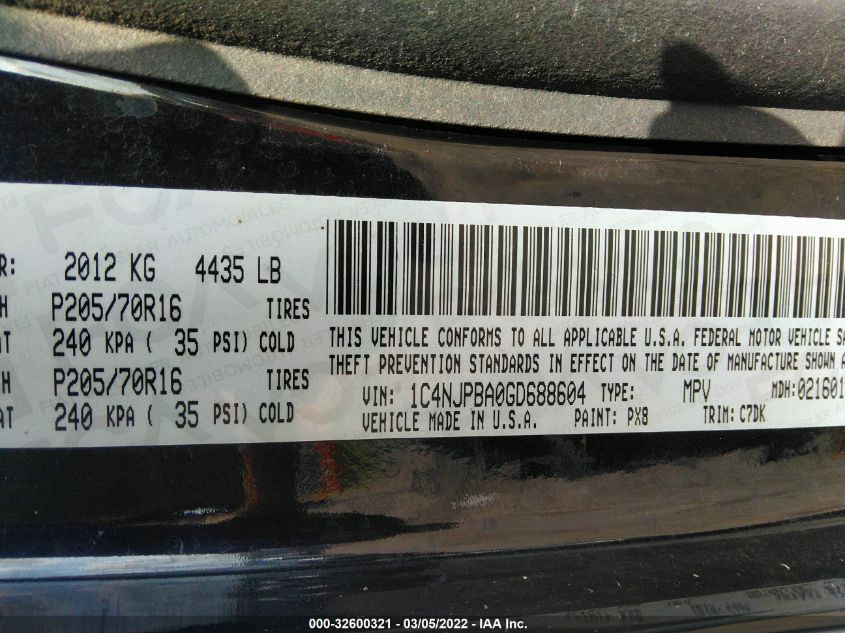 R: 2012 KG 4435 LB
H P205/70R16 TIRES
AT 240 KPA ( 35 PSI) COLD
H P205/70R16 TIRES
AT 240 KPA ( 35 PSI) COLD
THIS VEHICLE CONFORMS TO ALL APPLICABLE U.S.A. FEDERAL MOTOR VEHICLE SA
THEFT PREVENTION STANDARDS IN EFFECT ON THE DATE OF MANUFACTURE SHOWN A
VIN: 1C4NJPBA0GD688604 TYPE: MPV MDH:021601
VEHICLE MADE IN U.S.A. PAINT: PX8 TRIM: C7DK
000-32600321 - 03/05/2022 - IAA Inc.